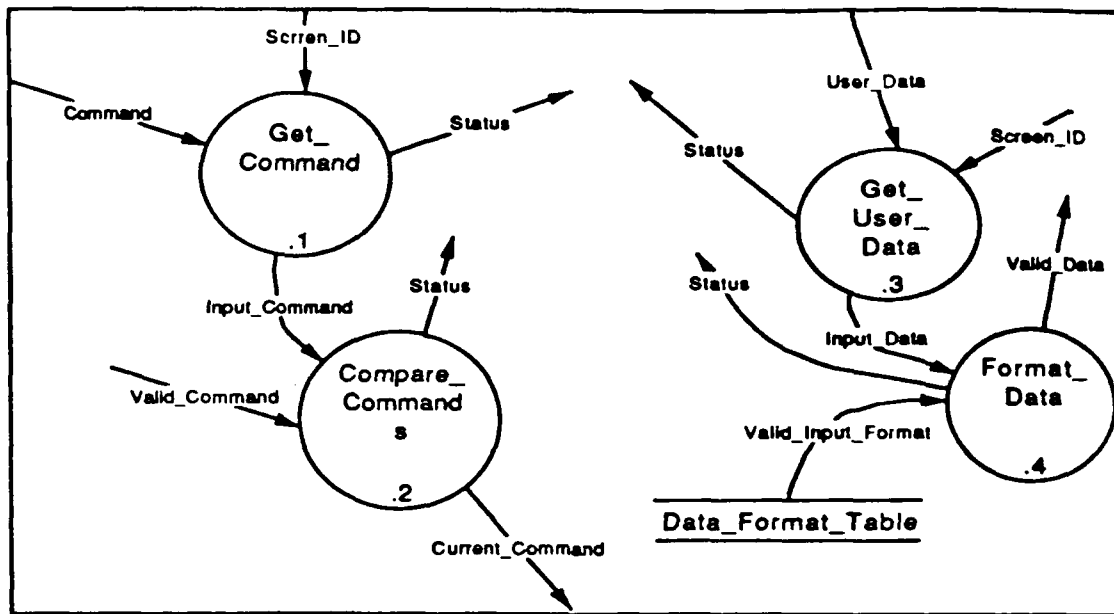 Scrren_ID
Command
Get_
Command
.1
Status
Input_Command
Status
Valid_Command
Compare_
Command
s
.2
Current_Command
User_Data
Screen_ID
Status
Get_
User_
Data
.3
Valid_Data
Status
Input_Data
Format_
Data
.4
Valid_Input_Format
Data_Format_Table